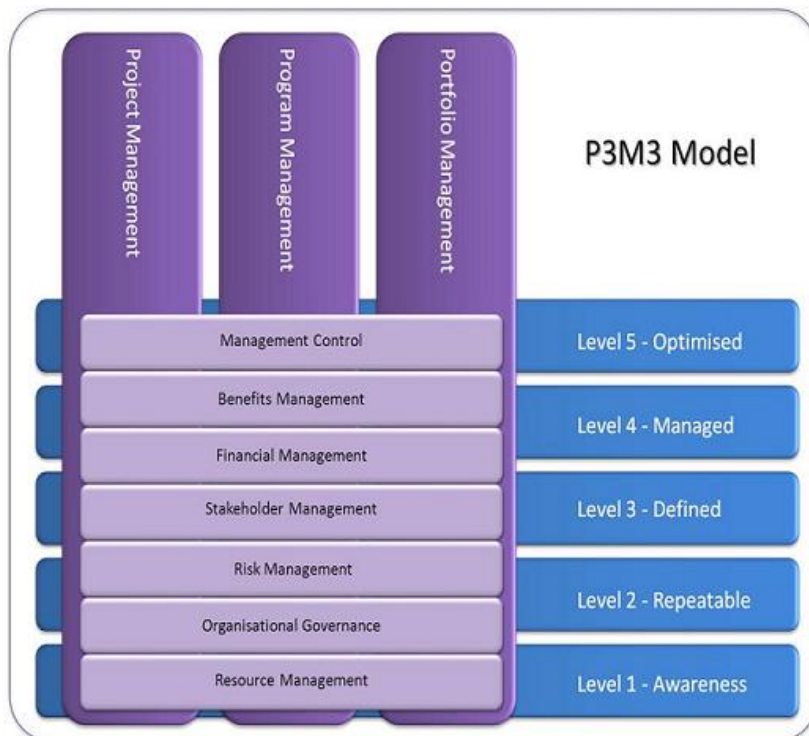 Project Management
Program Management
Portfolio Management
P3M3 Model
Management Control
Level 5 - Optimised
Benefits Management
Level 4 - Managed
Financial Management
Stakeholder Management
Level 3 - Defined
Risk Management
Level 2 - Repeatable
Organisational Governance
Resource Management
Level 1 - Awareness